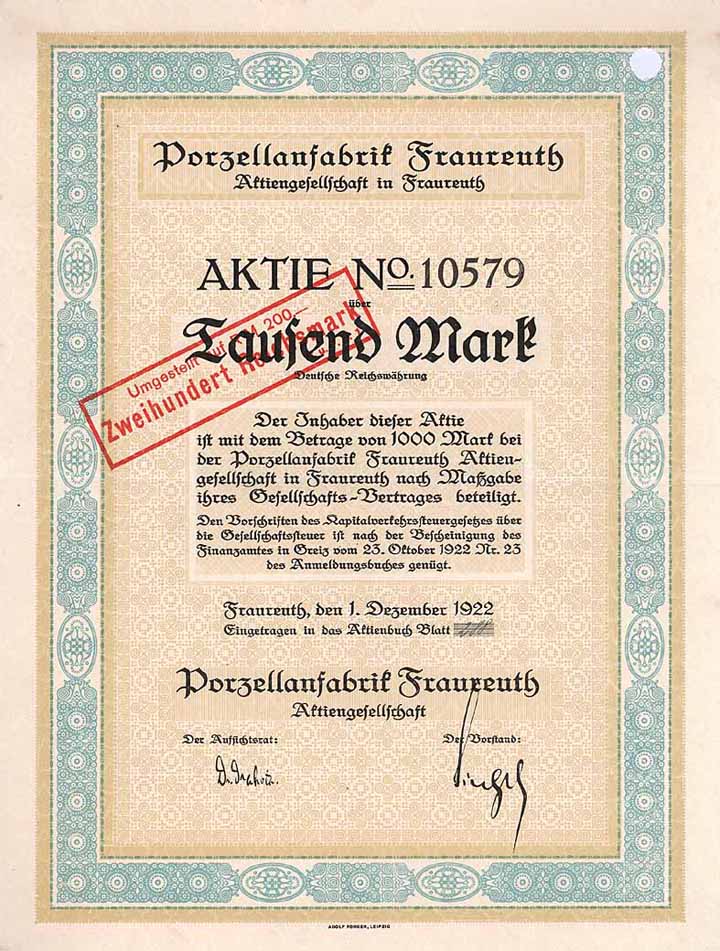 Porzellanfabrik Fraureuth
Aktiengesellschaft in Fraureuth
AKTIE No. 10579
über
Tausend Mark
Deutsche Reichswährung
Umgestellt auf RM 200.—
Zweihundert Reichsmark
Der Inhaber dieser Aktie
ist mit dem Betrage von 1000 Mark bei
der Porzellanfabrik Fraureuth Aktien-
gesellschaft in Fraureuth nach Maßgabe
ihres Gesellschafts-Vertrages beteiligt.
Den Vorschriften des Kapitalverkehrssteuergesetzes über
die Gesellschaftssteuer ist nach der Bescheinigung des
Finanzamtes in Greiz vom 23. Oktober 1922 Nr. 23
des Anmeldungsbuches genügt.
Fraureuth, den 1. Dezember 1922
Eingetragen in das Aktienbuch Blatt
Porzellanfabrik Fraureuth
Aktiengesellschaft
Der Aufsichtsrat:
Der Vorstand:
ADOLF LEIPZIG